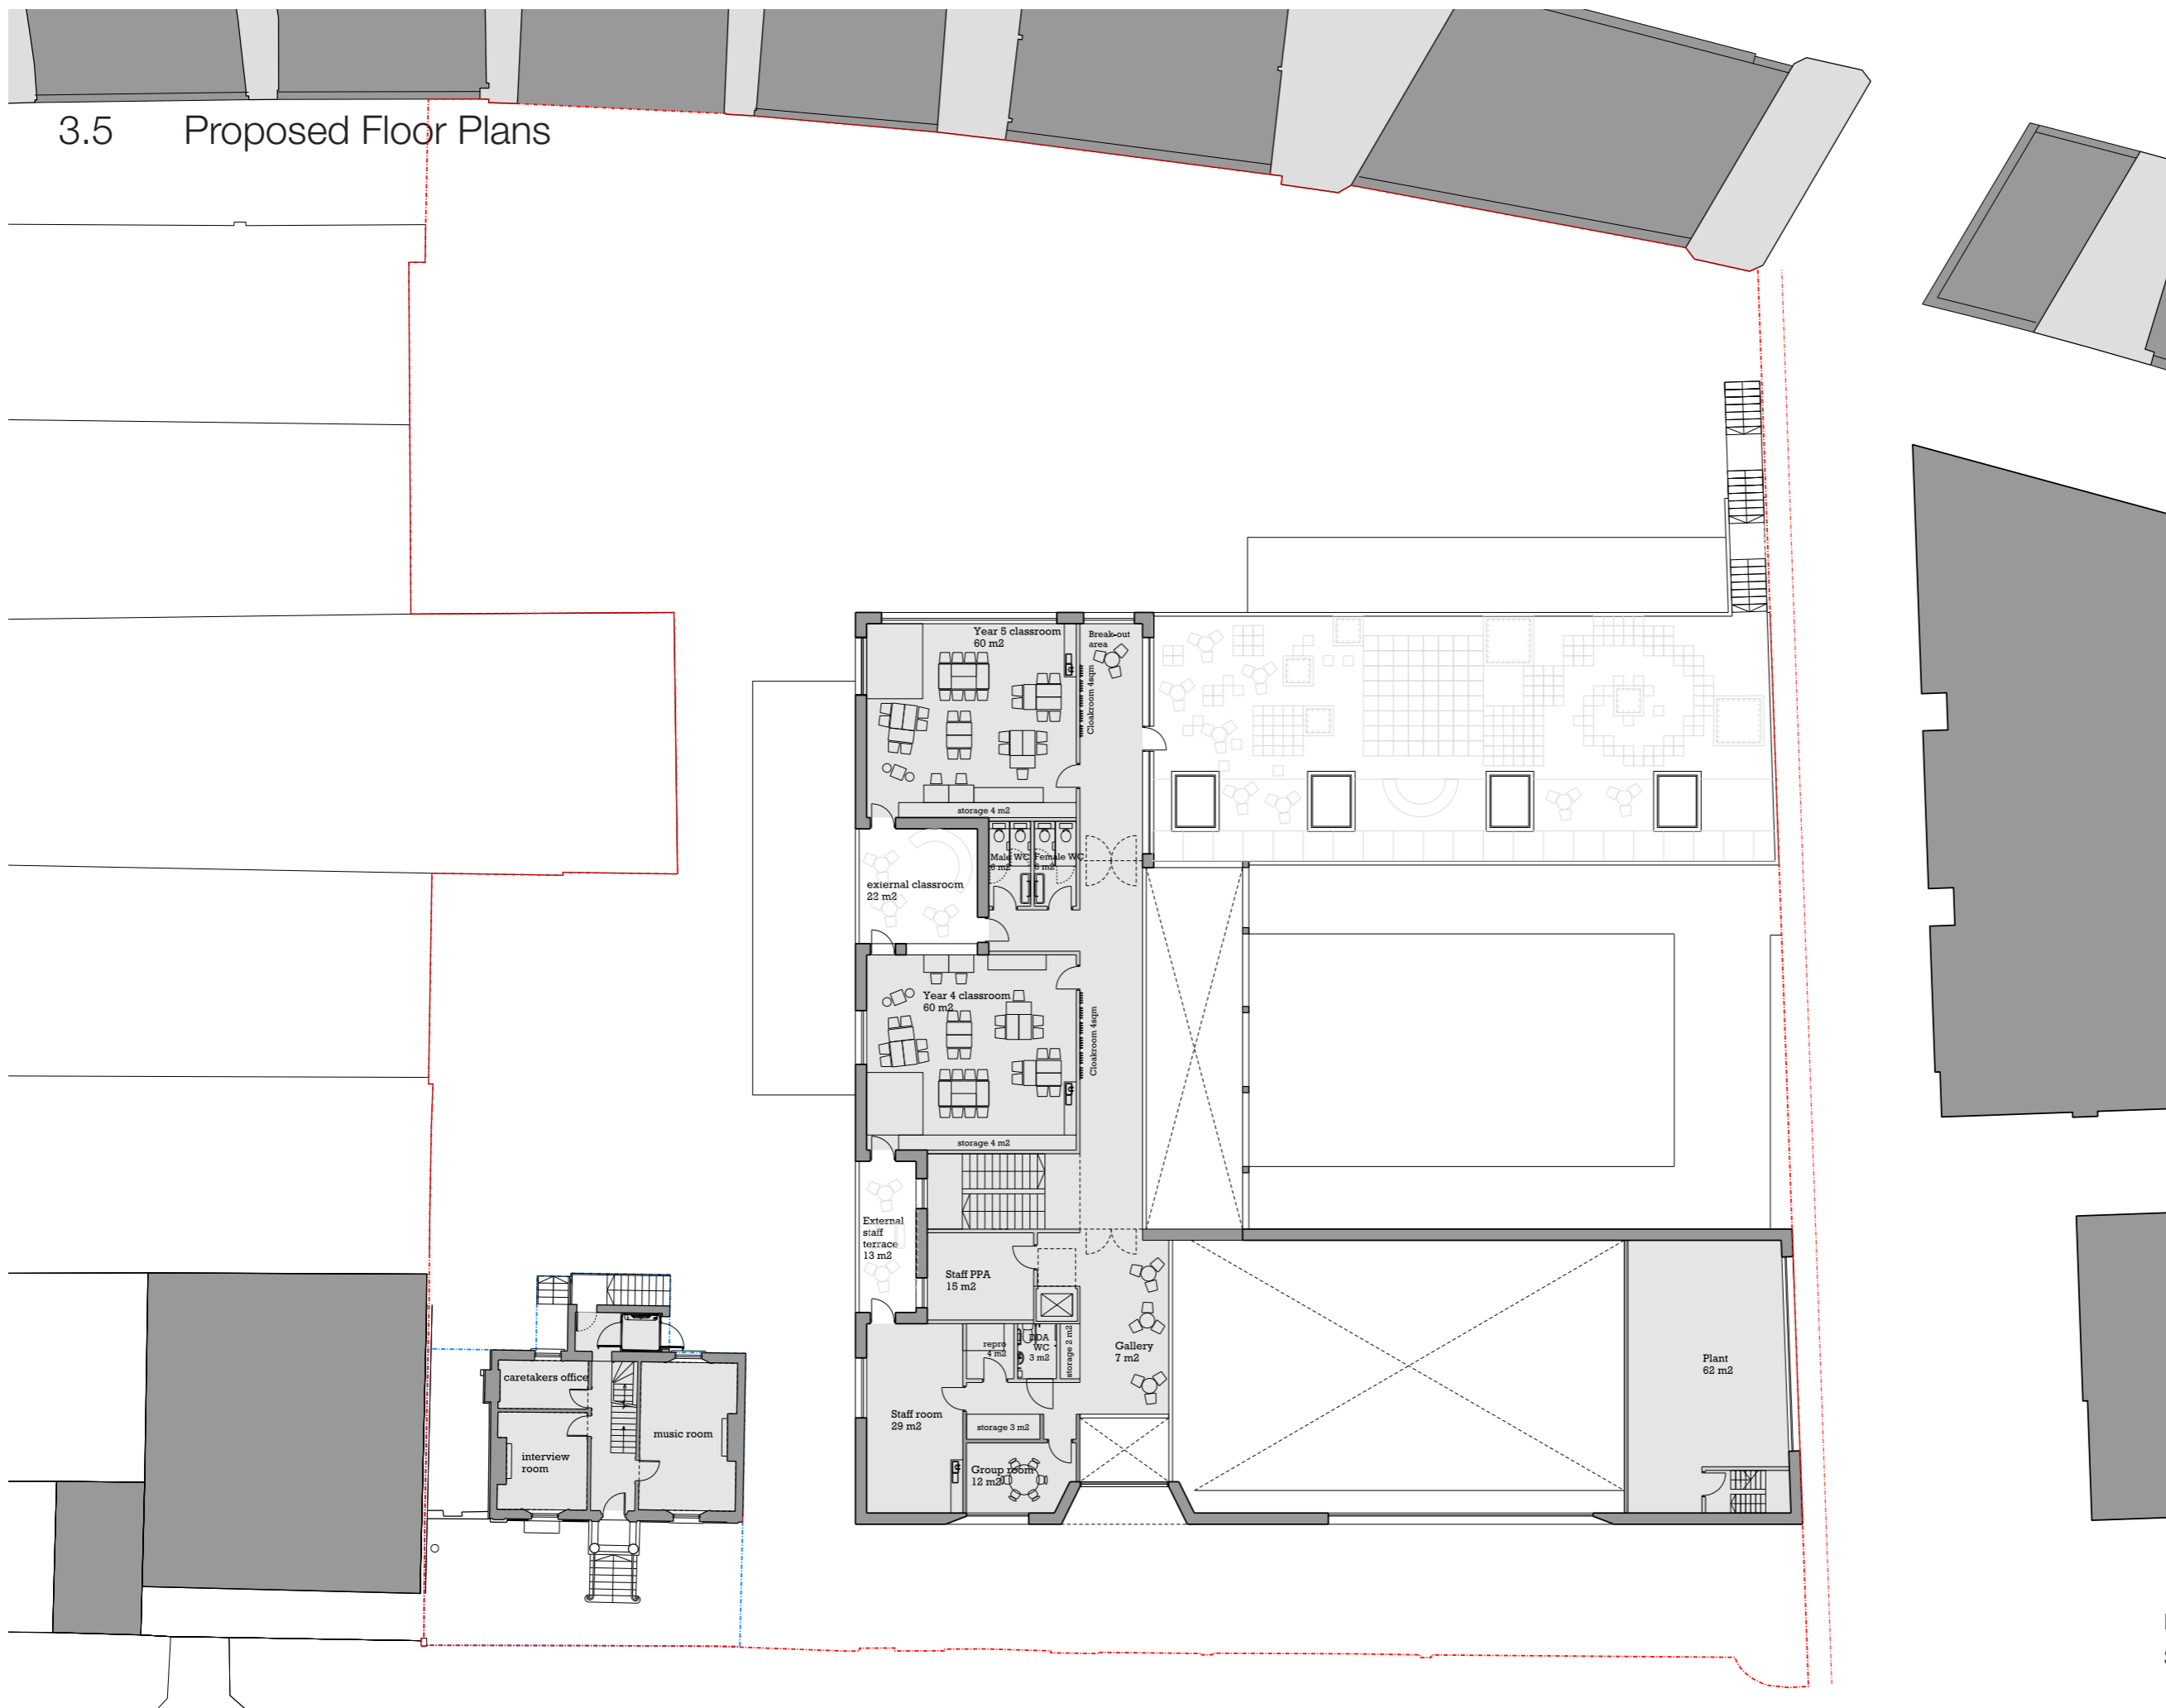 3.5 Proposed Floor Plans
Year 5 classroom
60 m2
Break-out
area
Cloakroom 4sqm
storage 4 m2
Male WC
6 m2
Female WC
6 m2
external classroom
22 m2
Year 4 classroom
60 m2
Cloakroom 4sqm
storage 4 m2
External
staff
terrace
13 m2
Staff PPA
15 m2
repro
4 m2
DDA
WC
3 m2
storage 2 m2
Gallery
7 m2
Plant
62 m2
Staff room
29 m2
storage 3 m2
Group room
12 m2
caretakers office
interview
room
music room